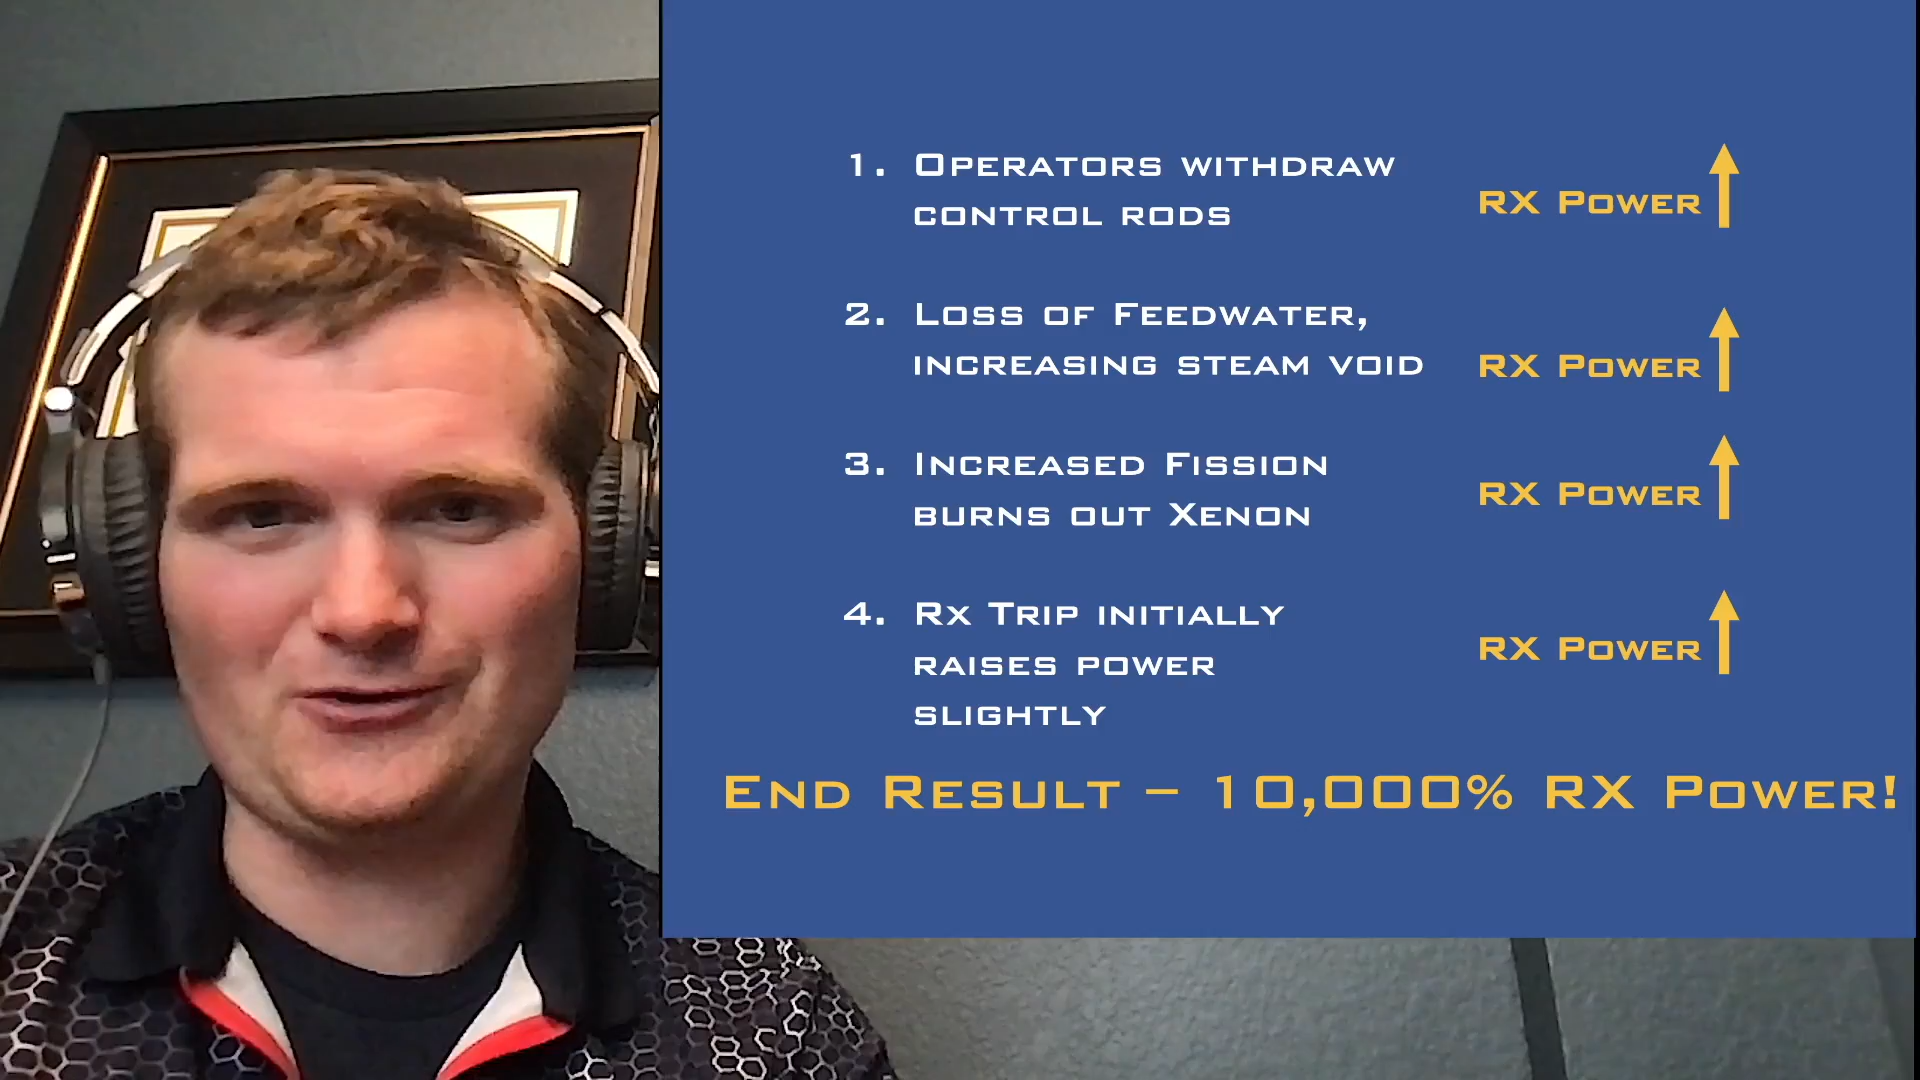 1. Operators withdraw
control rods
RX Power
2. Loss of Feedwater,
increasing steam void
RX Power
3. Increased Fission
burns out Xenon
RX Power
4. Rx Trip initially
raises power
slightly
RX Power
End Result – 10,000% RX Power!